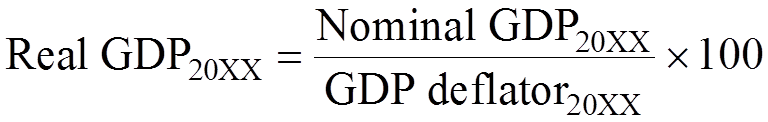 Real GDP20XX = Nominal GDP20XX / GDP deflator20XX × 100